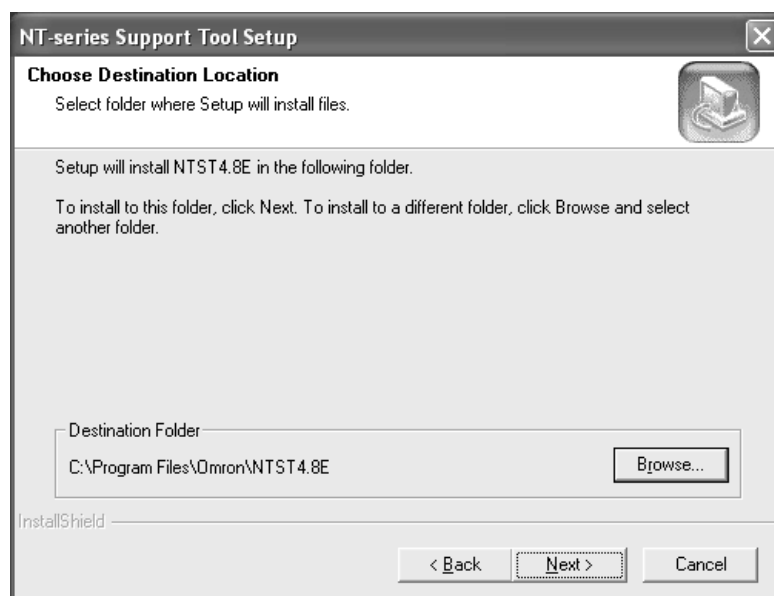 NT-series Support Tool Setup
Choose Destination Location
Select folder where Setup will install files.
Setup will install NTST4.8E in the following folder.
To install to this folder, click Next. To install to a different folder, click Browse and select
another folder.
Destination Folder
C:\Program Files\Omron\NTST4.8E
Browse...
InstallShield
< Back
Next >
Cancel